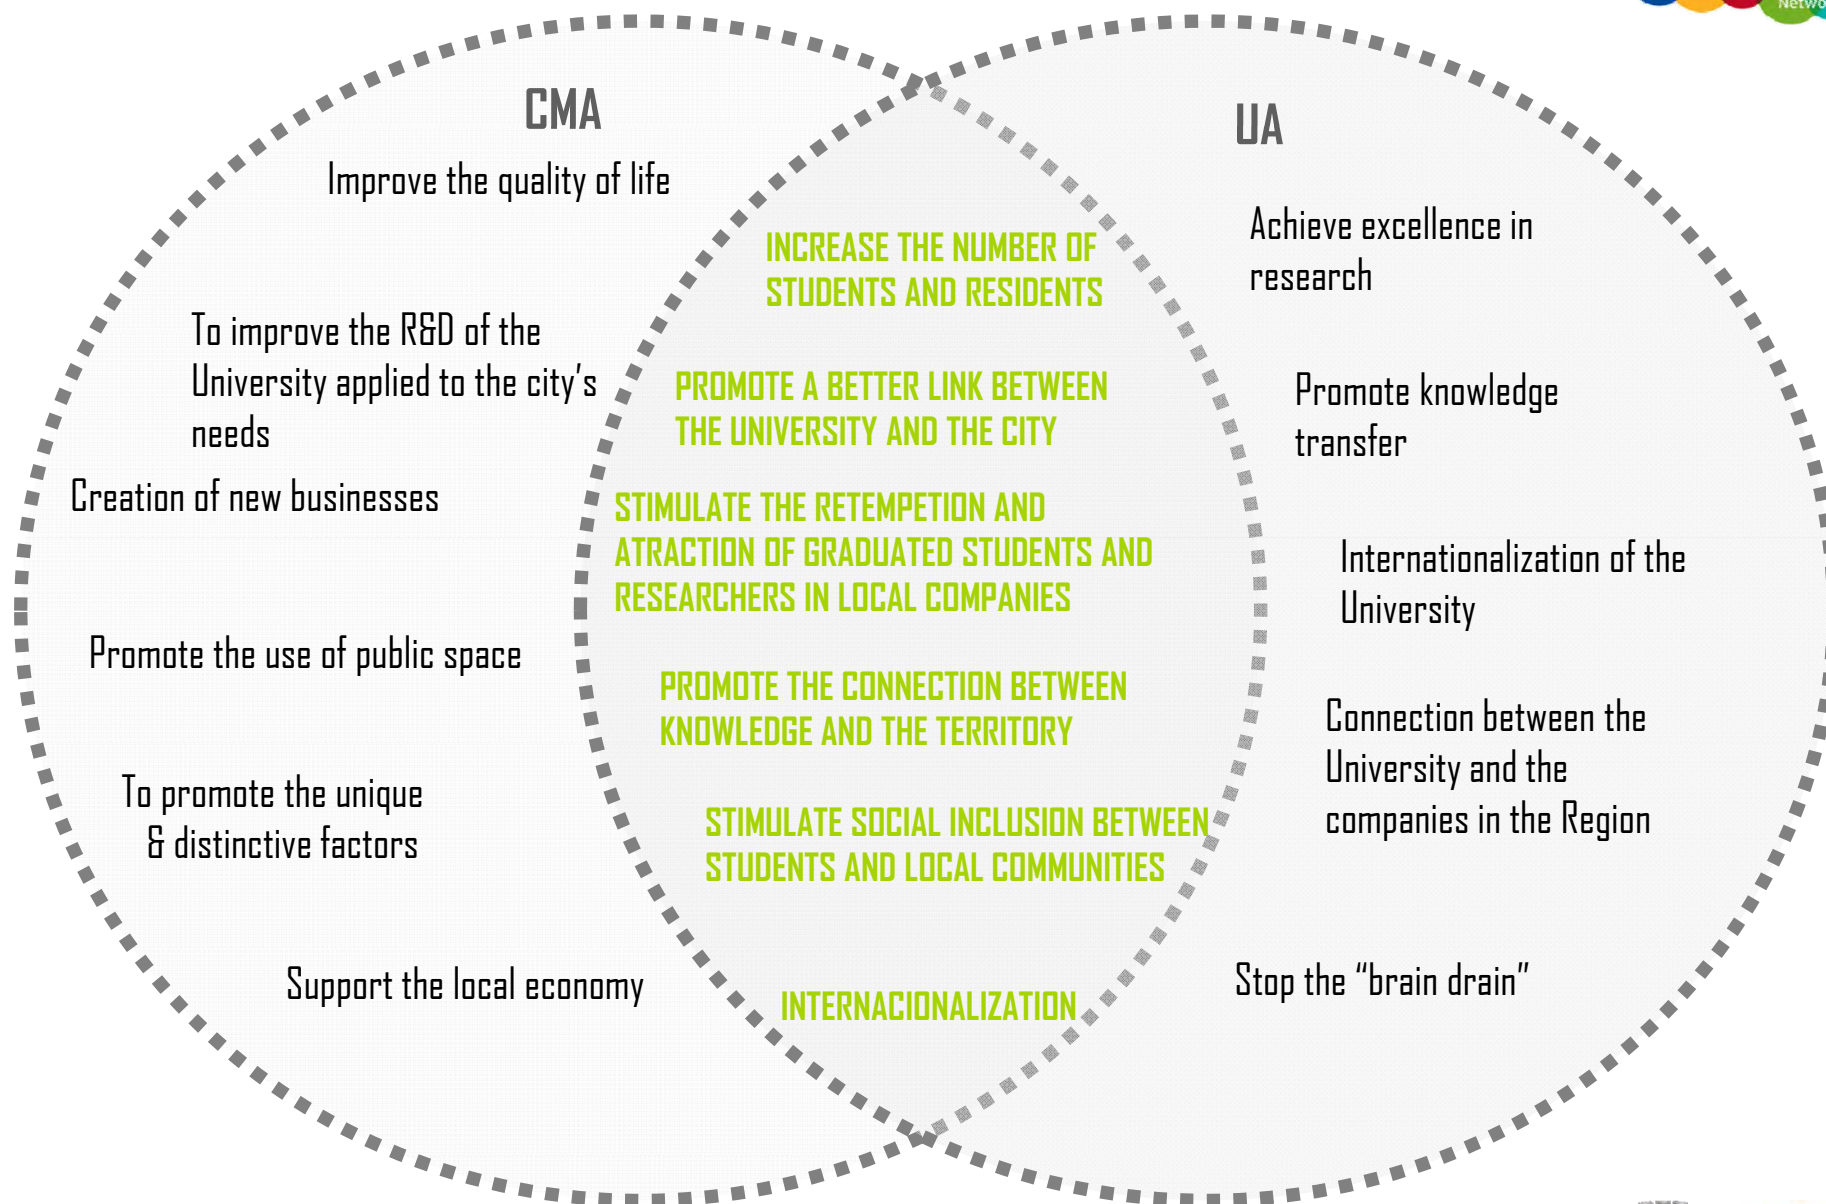 Netwo
CMA
Improve the quality of life
To improve the R&D of the
University applied to the city's
needs
Creation of new businesses
Promote the use of public space
To promote the unique
& distinctive factors
Support the local economy
INCREASE THE NUMBER OF
STUDENTS AND RESIDENTS
PROMOTE A BETTER LINK BETWEEN
THE UNIVERSITY AND THE CITY
STIMULATE THE RETEMPETION AND
ATRACTION OF GRADUATED STUDENTS AND
RESEARCHERS IN LOCAL COMPANIES
PROMOTE THE CONNECTION BETWEEN
KNOWLEDGE AND THE TERRITORY
STIMULATE SOCIAL INCLUSION BETWEEN
STUDENTS AND LOCAL COMMUNITIES
INTERNACIONALIZATION
UA
Achieve excellence in
research
Promote knowledge
transfer
Internationalization of the
University
Connection between the
University and the
companies in the Region
Stop the “brain drain”